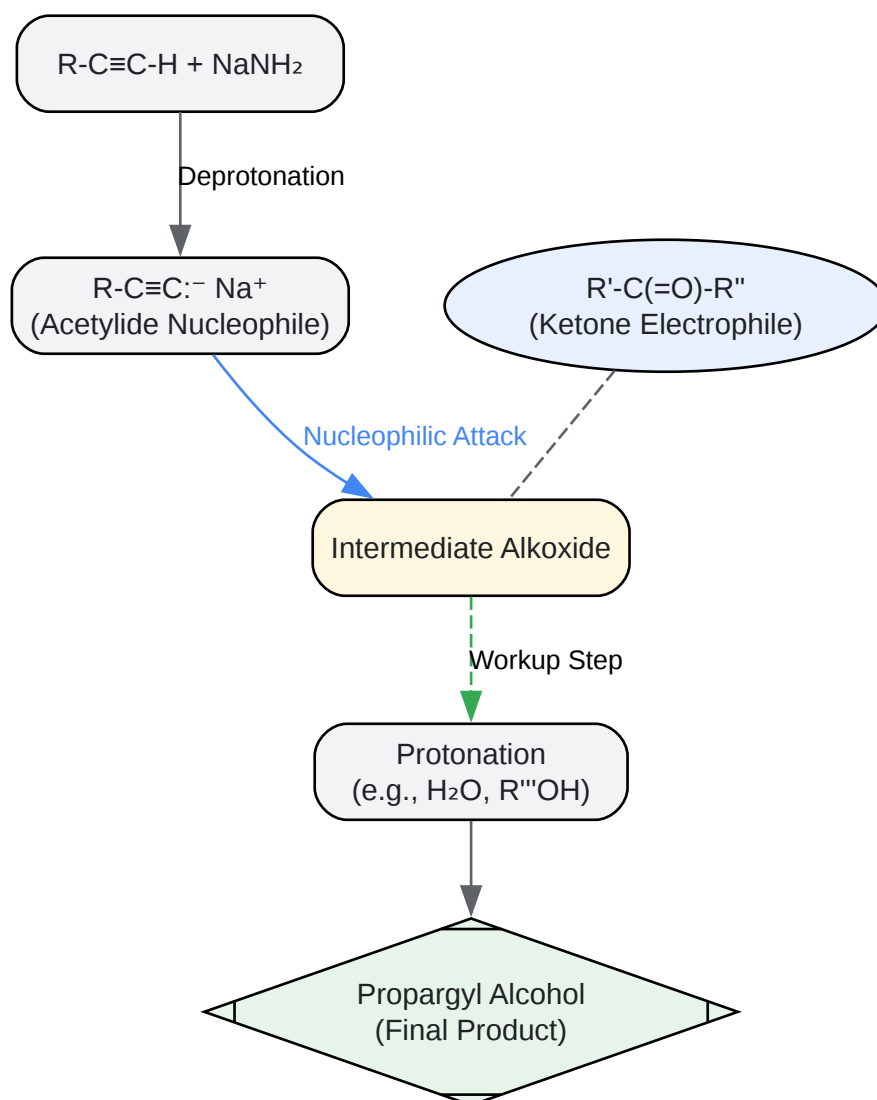 R-C≡C-H + NaNH₂
Deprotonation
R-C≡C:⁻ Na⁺
(Acetylide Nucleophile)
R'-C(=O)-R"
(Ketone Electrophile)
Nucleophilic Attack
Intermediate Alkoxide
Workup Step
Protonation
(e.g., H₂O, R'"OH)
Propargyl Alcohol
(Final Product)